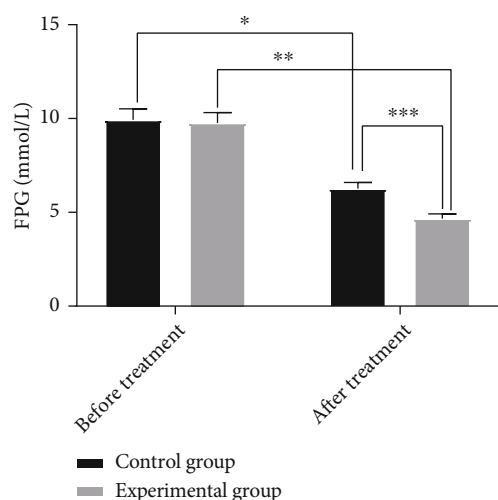 15
*
**
10
***
5
0
FPG (mmol/L)
Before treatment
After treatment
Control group
Experimental group